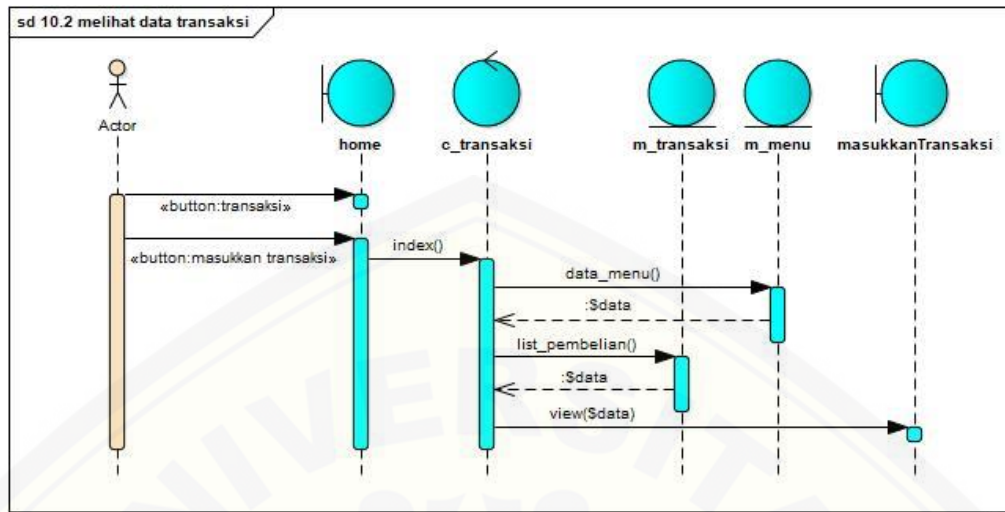 sd 10.2 melihat data transaksi
Actor
home
c_transaksi
m_transaksi
m_menu
masukkanTransaksi
«button:transaksi»
«button:masukkan transaksi»
index()
data_menu()
:$data
list_pembelian()
:$data
view($data)
UNIVERSITA